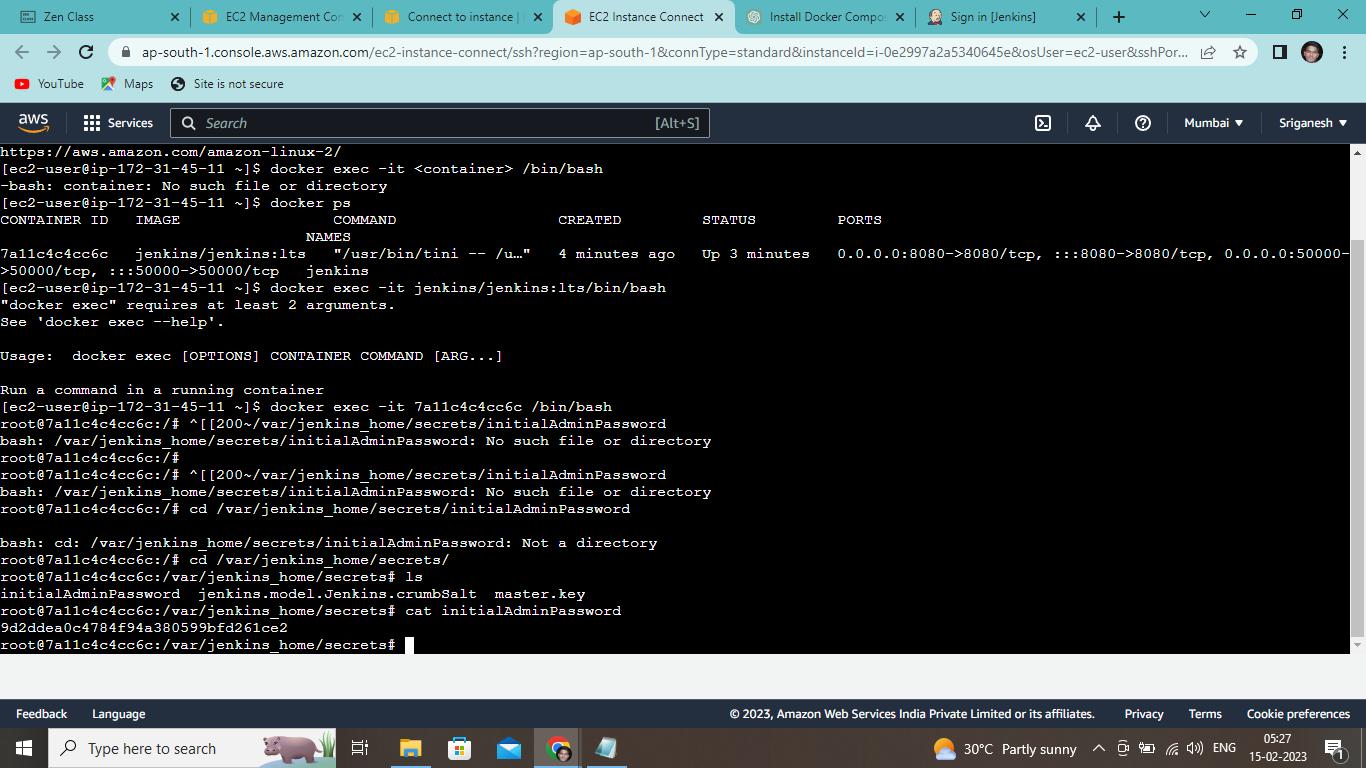 Zen Class
EC2 Management Con
Connect to instance |
EC2 Instance Connect
Install Docker Compo
Sign in [Jenkins]
ap-south-1.console.aws.amazon.com/ec2-instance-connect/ssh?region=ap-south-1&connType=standard&instanceId=i-0e2997a2a5340645e&osUser=ec2-user&sshPor...
YouTube
Maps
Site is not secure
aws
Services
Search
[Alt+S]
Mumbai
Sriganesh
https://aws.amazon.com/amazon-linux-2/
[ec2-user@ip-172-31-45-11 ~]$ docker exec -it <container> /bin/bash
-bash: container: No such file or directory
[ec2-user@ip-172-31-45-11 ~]$ docker ps
CONTAINER ID   IMAGE                 COMMAND                  CREATED         STATUS         PORTS
                                  NAMES
7a11c4c4cc6c   jenkins/jenkins:lts   "/usr/bin/tini -- /u…"   4 minutes ago   Up 3 minutes   0.0.0.0:8080->8080/tcp, :::8080->8080/tcp, 0.0.0.0:50000-
>50000/tcp, :::50000->50000/tcp   jenkins
[ec2-user@ip-172-31-45-11 ~]$ docker exec -it jenkins/jenkins:lts/bin/bash
"docker exec" requires at least 2 arguments.
See 'docker exec --help'.
Usage:  docker exec [OPTIONS] CONTAINER COMMAND [ARG...]
Run a command in a running container
[ec2-user@ip-172-31-45-11 ~]$ docker exec -it 7a11c4c4cc6c /bin/bash
root@7a11c4c4cc6c:/# ^[[200~/var/jenkins_home/secrets/initialAdminPassword
bash: /var/jenkins_home/secrets/initialAdminPassword: No such file or directory
root@7a11c4c4cc6c:/#
root@7a11c4c4cc6c:/# ^[[200~/var/jenkins_home/secrets/initialAdminPassword
bash: /var/jenkins_home/secrets/initialAdminPassword: No such file or directory
root@7a11c4c4cc6c:/# cd /var/jenkins_home/secrets/initialAdminPassword
bash: cd: /var/jenkins_home/secrets/initialAdminPassword: Not a directory
root@7a11c4c4cc6c:/# cd /var/jenkins_home/secrets/
root@7a11c4c4cc6c:/var/jenkins_home/secrets# ls
initialAdminPassword  jenkins.model.Jenkins.crumbSalt  master.key
root@7a11c4c4cc6c:/var/jenkins_home/secrets# cat initialAdminPassword
9d2ddea0c4784f94a380599bfd261ce2
root@7a11c4c4cc6c:/var/jenkins_home/secrets#
Feedback
Language
© 2023, Amazon Web Services India Private Limited or its affiliates.
Privacy
Terms
Cookie preferences
Type here to search
30°C Partly sunny
ENG
05:27
15-02-2023
1